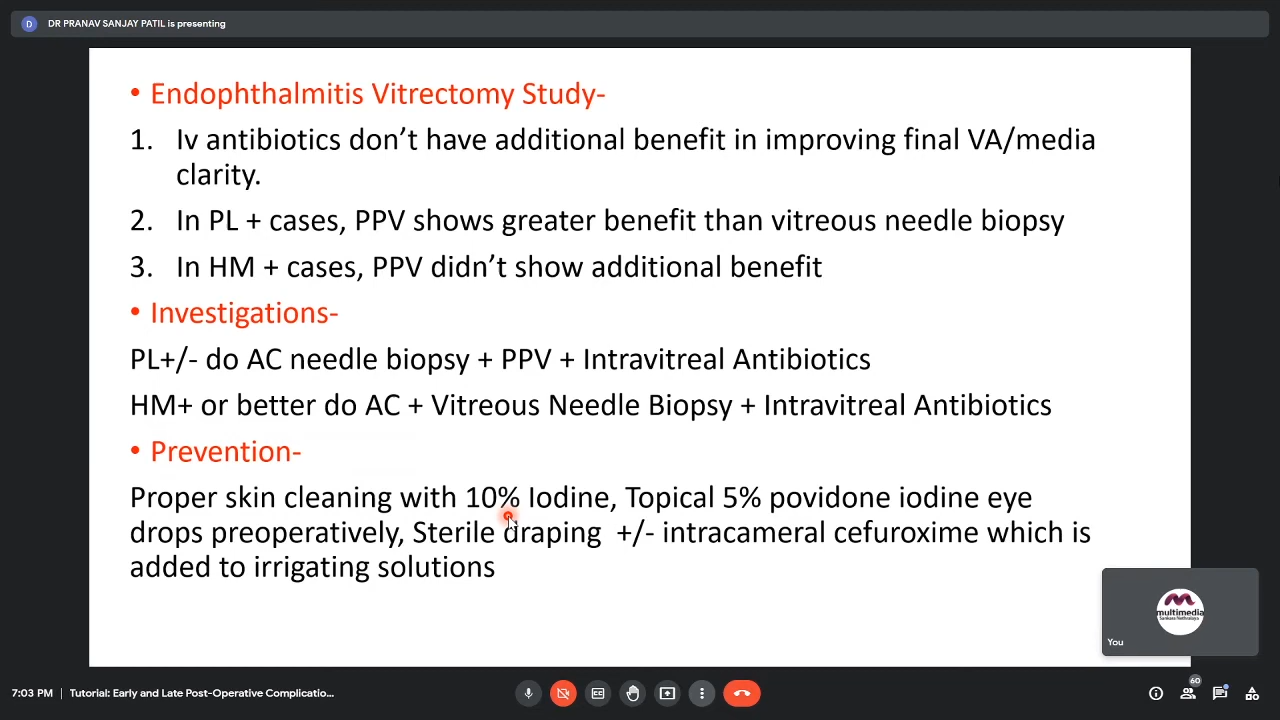 D DR PRANAV SANJAY PATIL is presenting
• Endophthalmitis Vitrectomy Study-
1. Iv antibiotics don't have additional benefit in improving final VA/media
clarity.
2. In PL + cases, PPV shows greater benefit than vitreous needle biopsy
3. In HM + cases, PPV didn't show additional benefit
• Investigations-
PL+/- do AC needle biopsy + PPV + Intravitreal Antibiotics
HM+ or better do AC + Vitreous Needle Biopsy + Intravitreal Antibiotics
• Prevention-
Proper skin cleaning with 10% Iodine, Topical 5% povidone iodine eye
drops preoperatively, Sterile draping +/- intracameral cefuroxime which is
added to irrigating solutions
multimedia
Sankara Nethralaya
You
7:03 PM | Tutorial: Early and Late Post-Operative Complicatio...
60